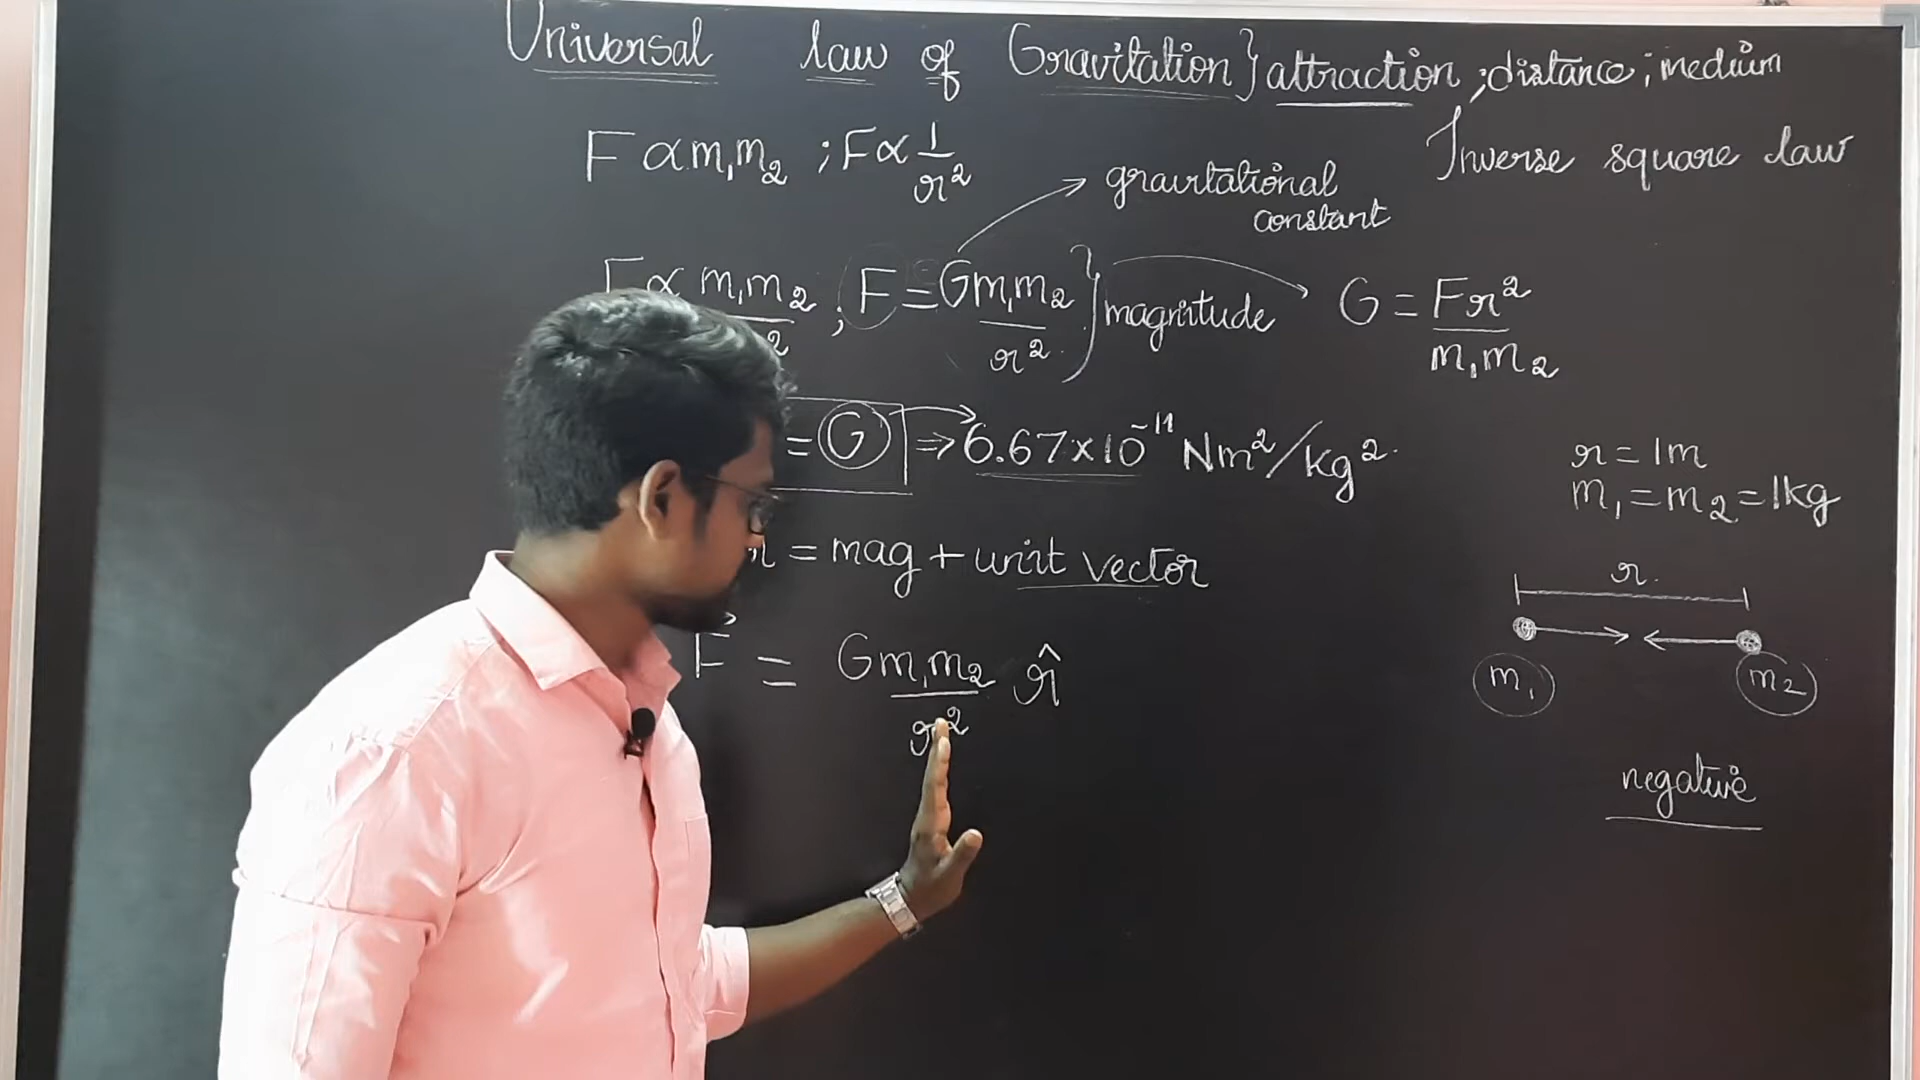 Universal law of Gravitation} attraction ; distance ; medium
F ∝ m₁m₂ ; F ∝ 1/r² Inverse square law
gravitational
constant
F ∝ m₁m₂ ; F = Gm₁m₂/r² } magnitude G = Fr²/m₁m₂
= G ⇒ 6.67 × 10⁻¹¹ Nm²/kg²
r = 1m
m₁ = m₂ = 1kg
= mag + unit vector
r
F⃗ = Gm₁m₂/r² r̂
m₁ m₂
negative